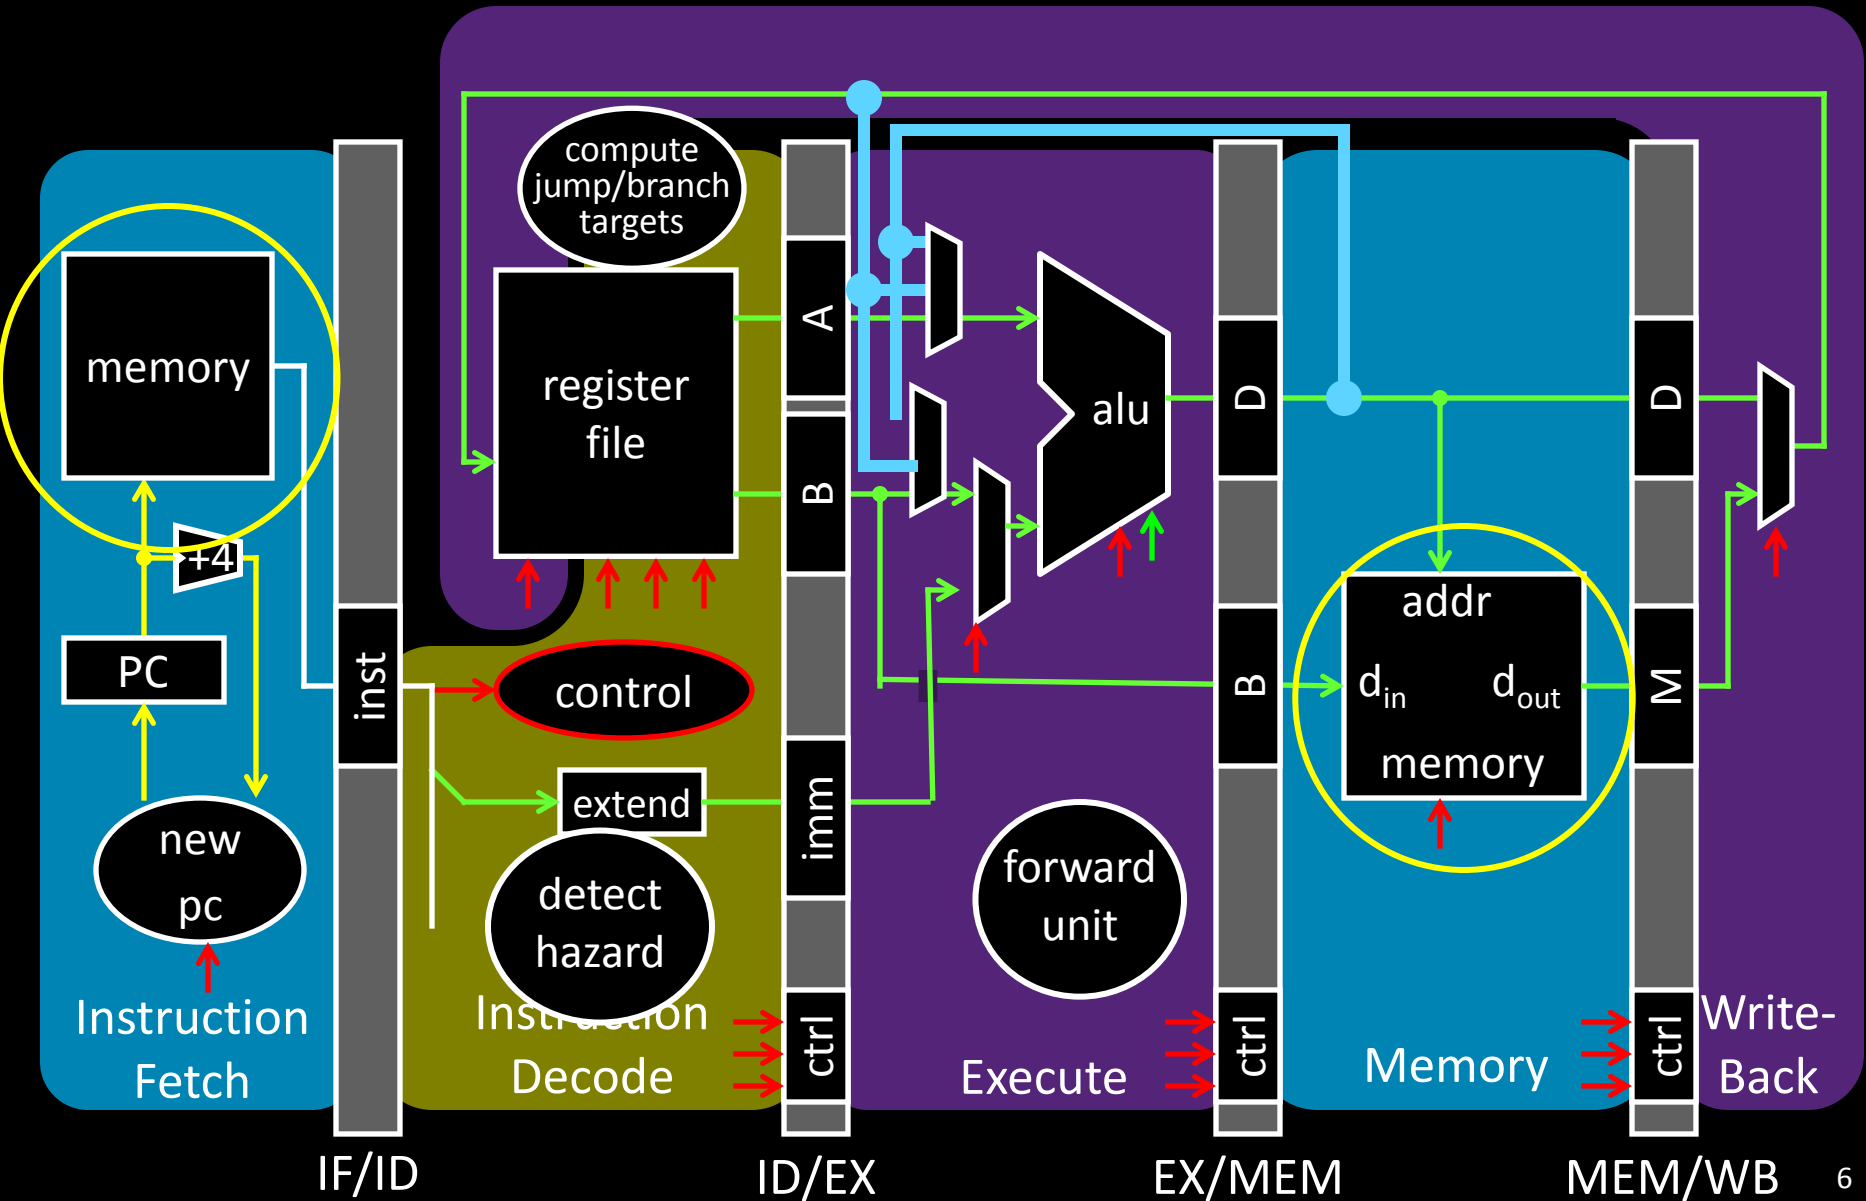 compute
jump/branch
targets
memory
+4
PC
new
pc
Instruction
Fetch
inst
register
file
control
extend
detect
hazard
Instruction
Decode
A
B
imm
ctrl
alu
forward
unit
Execute
D
B
ctrl
addr
d_in
d_out
memory
Memory
D
M
ctrl
Write-
Back
IF/ID
ID/EX
EX/MEM
MEM/WB
6